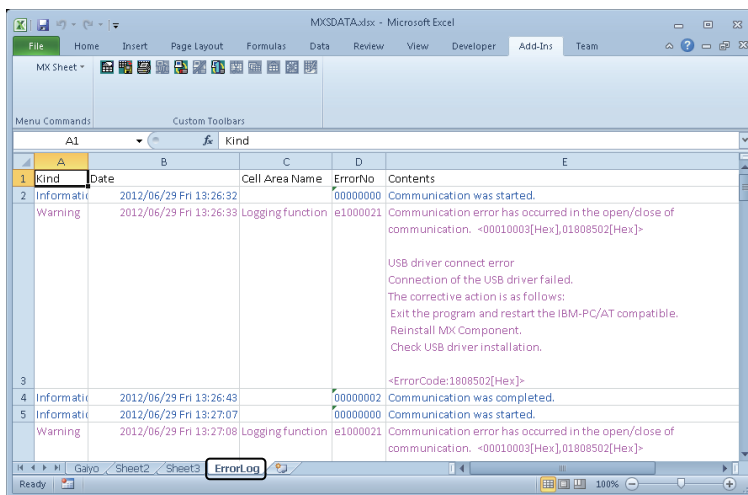 MXSDATA.xlsx - Microsoft Excel
File Home Insert Page Layout Formulas Data Review View Developer Add-Ins Team
MX Sheet
Menu Commands Custom Toolbars
A1 fx Kind
A B C D E
1 Kind Date Cell Area Name ErrorNo Contents
2 Informatic 2012/06/29 Fri 13:26:32 00000000 Communication was started.
Warning 2012/06/29 Fri 13:26:33 Logging function e1000021 Communication error has occurred in the open/close of
communication. <00010003[Hex],01808502[Hex]>
USB driver connect error
Connection of the USB driver failed.
The corrective action is as follows:
Exit the program and restart the IBM-PC/AT compatible.
Reinstall MX Component.
Check USB driver installation.
3 <ErrorCode:1808502[Hex]>
4 Informatic 2012/06/29 Fri 13:26:43 00000002 Communication was completed.
5 Informatic 2012/06/29 Fri 13:27:07 00000000 Communication was started.
Warning 2012/06/29 Fri 13:27:08 Logging function e1000021 Communication error has occurred in the open/close of
communication. <00010003[Hex],01808502[Hex]>
Gaiyo Sheet2 Sheet3 ErrorLog
Ready 100%